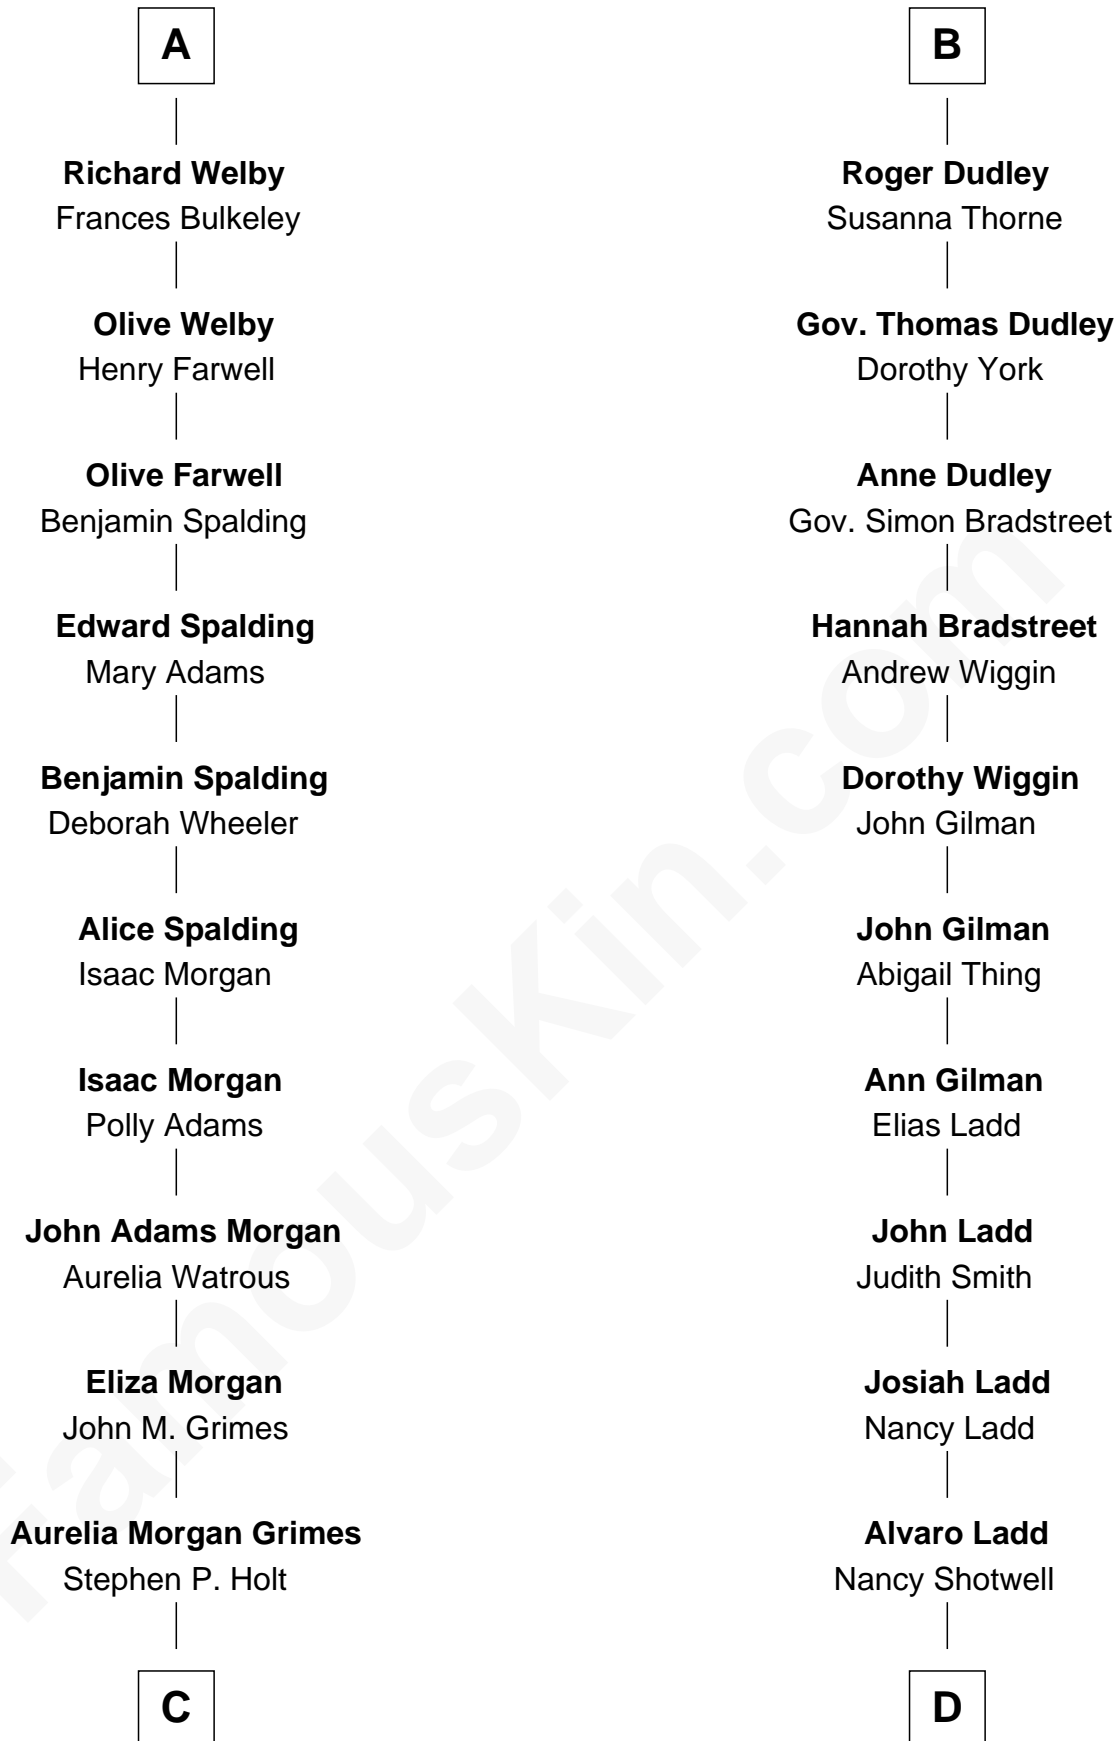 A
Richard Welby
Frances Bulkeley
Olive Welby
Henry Farwell
Olive Farwell
Benjamin Spalding
Edward Spalding
Mary Adams
Benjamin Spalding
Deborah Wheeler
Alice Spalding
Isaac Morgan
Isaac Morgan
Polly Adams
John Adams Morgan
Aurelia Watrous
Eliza Morgan
John M. Grimes
Aurelia Morgan Grimes
Stephen P. Holt
C
B
Roger Dudley
Susanna Thorne
Gov. Thomas Dudley
Dorothy York
Anne Dudley
Gov. Simon Bradstreet
Hannah Bradstreet
Andrew Wiggin
Dorothy Wiggin
John Gilman
John Gilman
Abigail Thing
Ann Gilman
Elias Ladd
John Ladd
Judith Smith
Josiah Ladd
Nancy Ladd
Alvaro Ladd
Nancy Shotwell
D
FamousKin.com